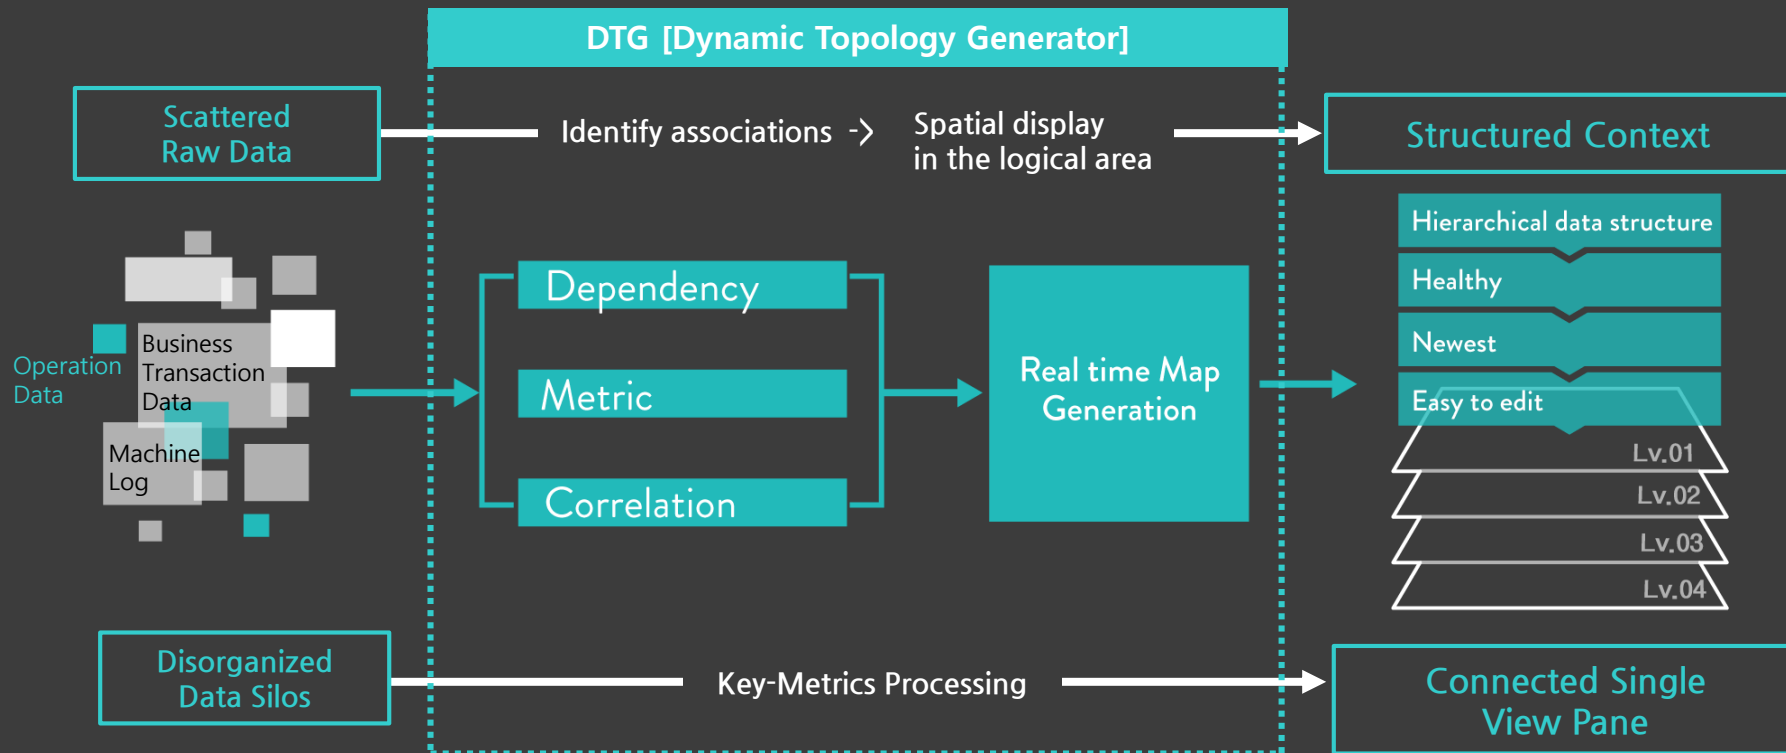 DTG [Dynamic Topology Generator]
Scattered
Raw Data
Identify associations ->
Spatial display
in the logical area
Structured Context
Operation
Data
Business
Transaction
Data
Machine
Log
Dependency
Metric
Correlation
Real time Map
Generation
Hierarchical data structure
Healthy
Newest
Easy to edit
Lv.01
Lv.02
Lv.03
Lv.04
Disorganized
Data Silos
Key-Metrics Processing
Connected Single
View Pane